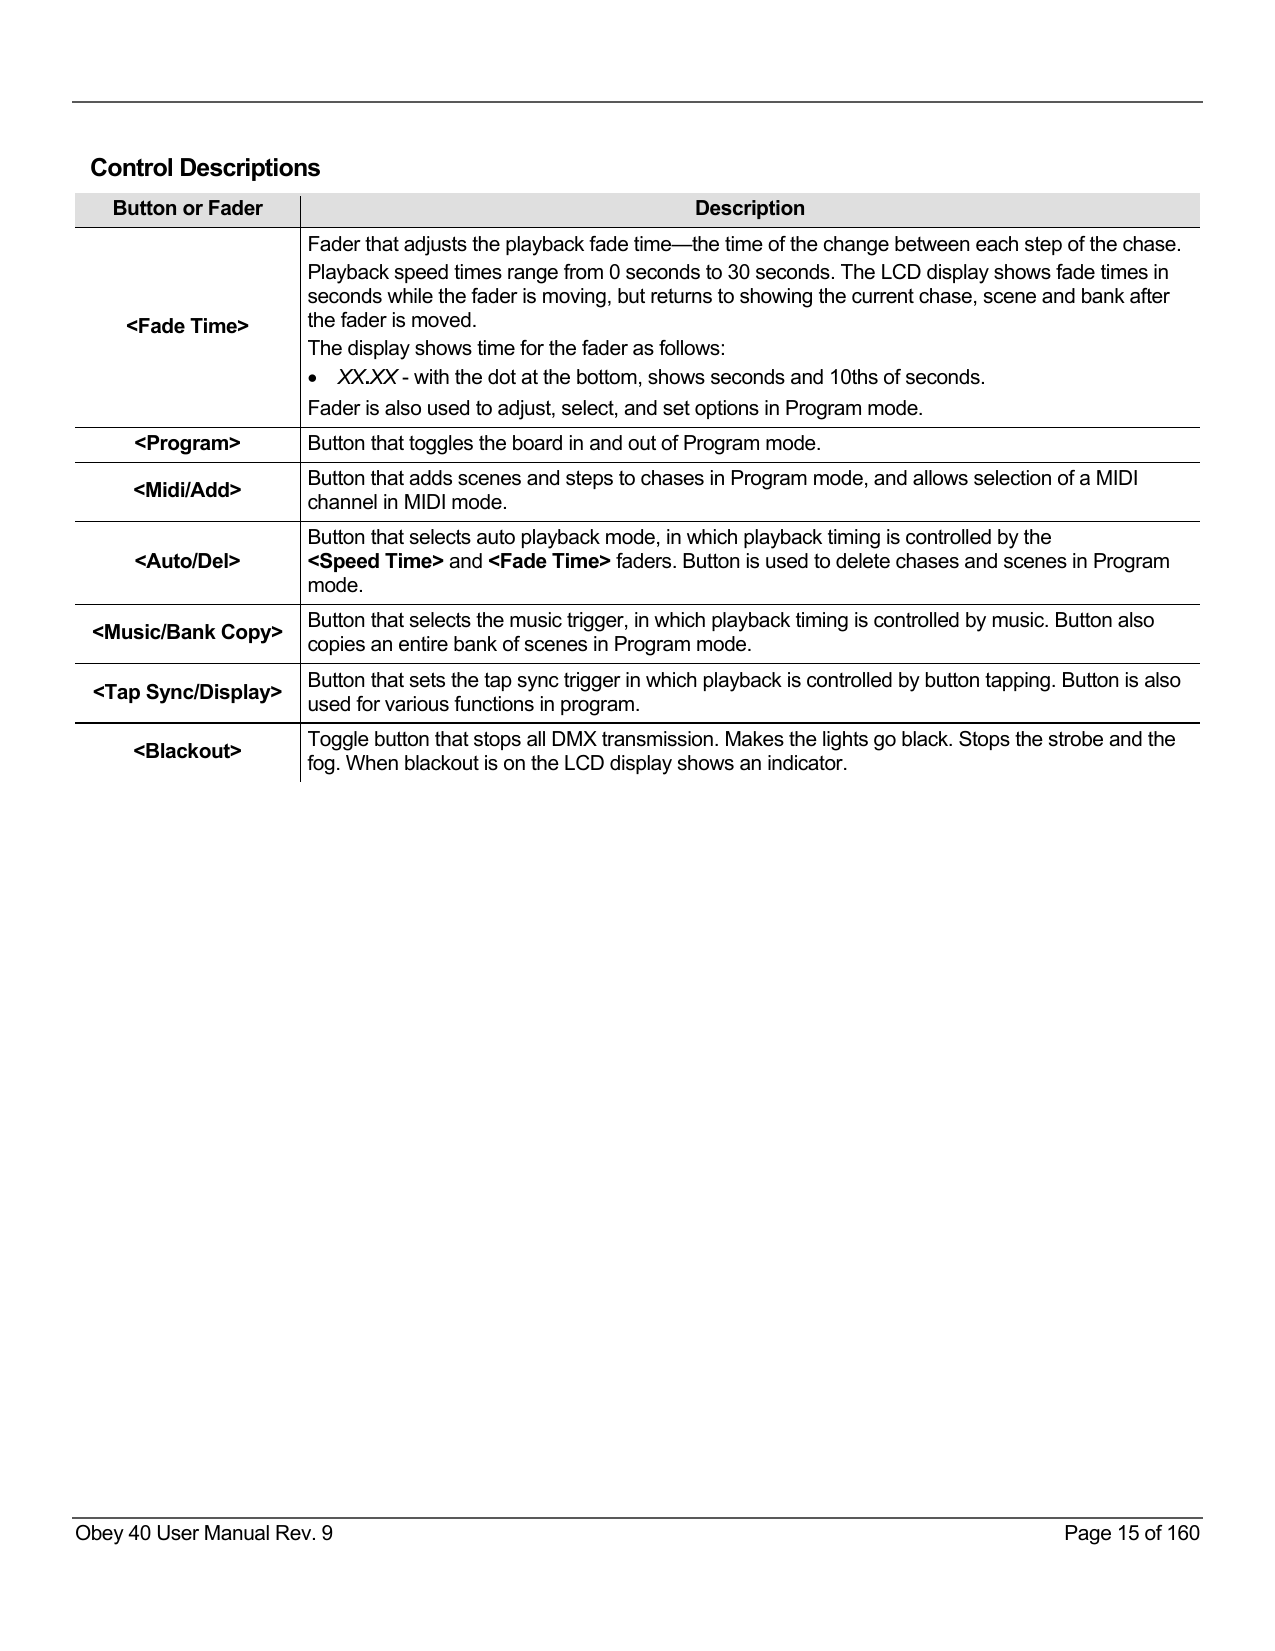 Control Descriptions
Button or Fader Description
<Fade Time>
Fader that adjusts the playback fade time—the time of the change between each step of the chase.
Playback speed times range from 0 seconds to 30 seconds. The LCD display shows fade times in
seconds while the fader is moving, but returns to showing the current chase, scene and bank after
the fader is moved.
The display shows time for the fader as follows:
• XX.XX - with the dot at the bottom, shows seconds and 10ths of seconds.
Fader is also used to adjust, select, and set options in Program mode.
<Program> Button that toggles the board in and out of Program mode.
<Midi/Add>
Button that adds scenes and steps to chases in Program mode, and allows selection of a MIDI
channel in MIDI mode.
<Auto/Del>
Button that selects auto playback mode, in which playback timing is controlled by the
<Speed Time> and <Fade Time> faders. Button is used to delete chases and scenes in Program
mode.
<Music/Bank Copy>
Button that selects the music trigger, in which playback timing is controlled by music. Button also
copies an entire bank of scenes in Program mode.
<Tap Sync/Display>
Button that sets the tap sync trigger in which playback is controlled by button tapping. Button is also
used for various functions in program.
<Blackout>
Toggle button that stops all DMX transmission. Makes the lights go black. Stops the strobe and the
fog. When blackout is on the LCD display shows an indicator.
Obey 40 User Manual Rev. 9 Page 15 of 160